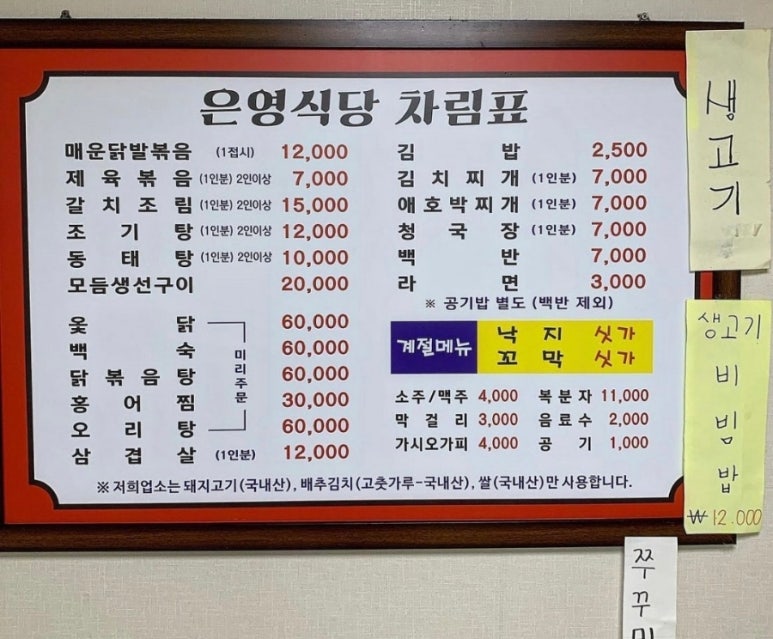 은영식당 차림표
매운닭발볶음 (1접시) 12,000
제육볶음 (1인분) 2인이상 7,000
갈치조림 (1인분) 2인이상 15,000
조기탕 (1인분) 2인이상 12,000
동태탕 (1인분) 2인이상 10,000
모듬생선구이 20,000
옻닭 60,000
백숙 60,000
닭볶음탕 60,000
홍어찜 30,000
오리탕 60,000
미리주문
삼겹살 (1인분) 12,000
김밥 2,500
김치찌개 (1인분) 7,000
애호박찌개 (1인분) 7,000
청국장 (1인분) 7,000
백반 7,000
라면 3,000
※ 공기밥 별도 (백반 제외)
계절메뉴
낙지 싯가
꼬막 싯가
소주/맥주 4,000 복분자 11,000
막걸리 3,000 음료수 2,000
가시오가피 4,000 공기 1,000
※ 저희업소는 돼지고기(국내산), 배추김치(고춧가루-국내산), 쌀(국내산)만 사용합니다.
생고기
생고기
비
빔
밥
₩12.000
쭈
꾸